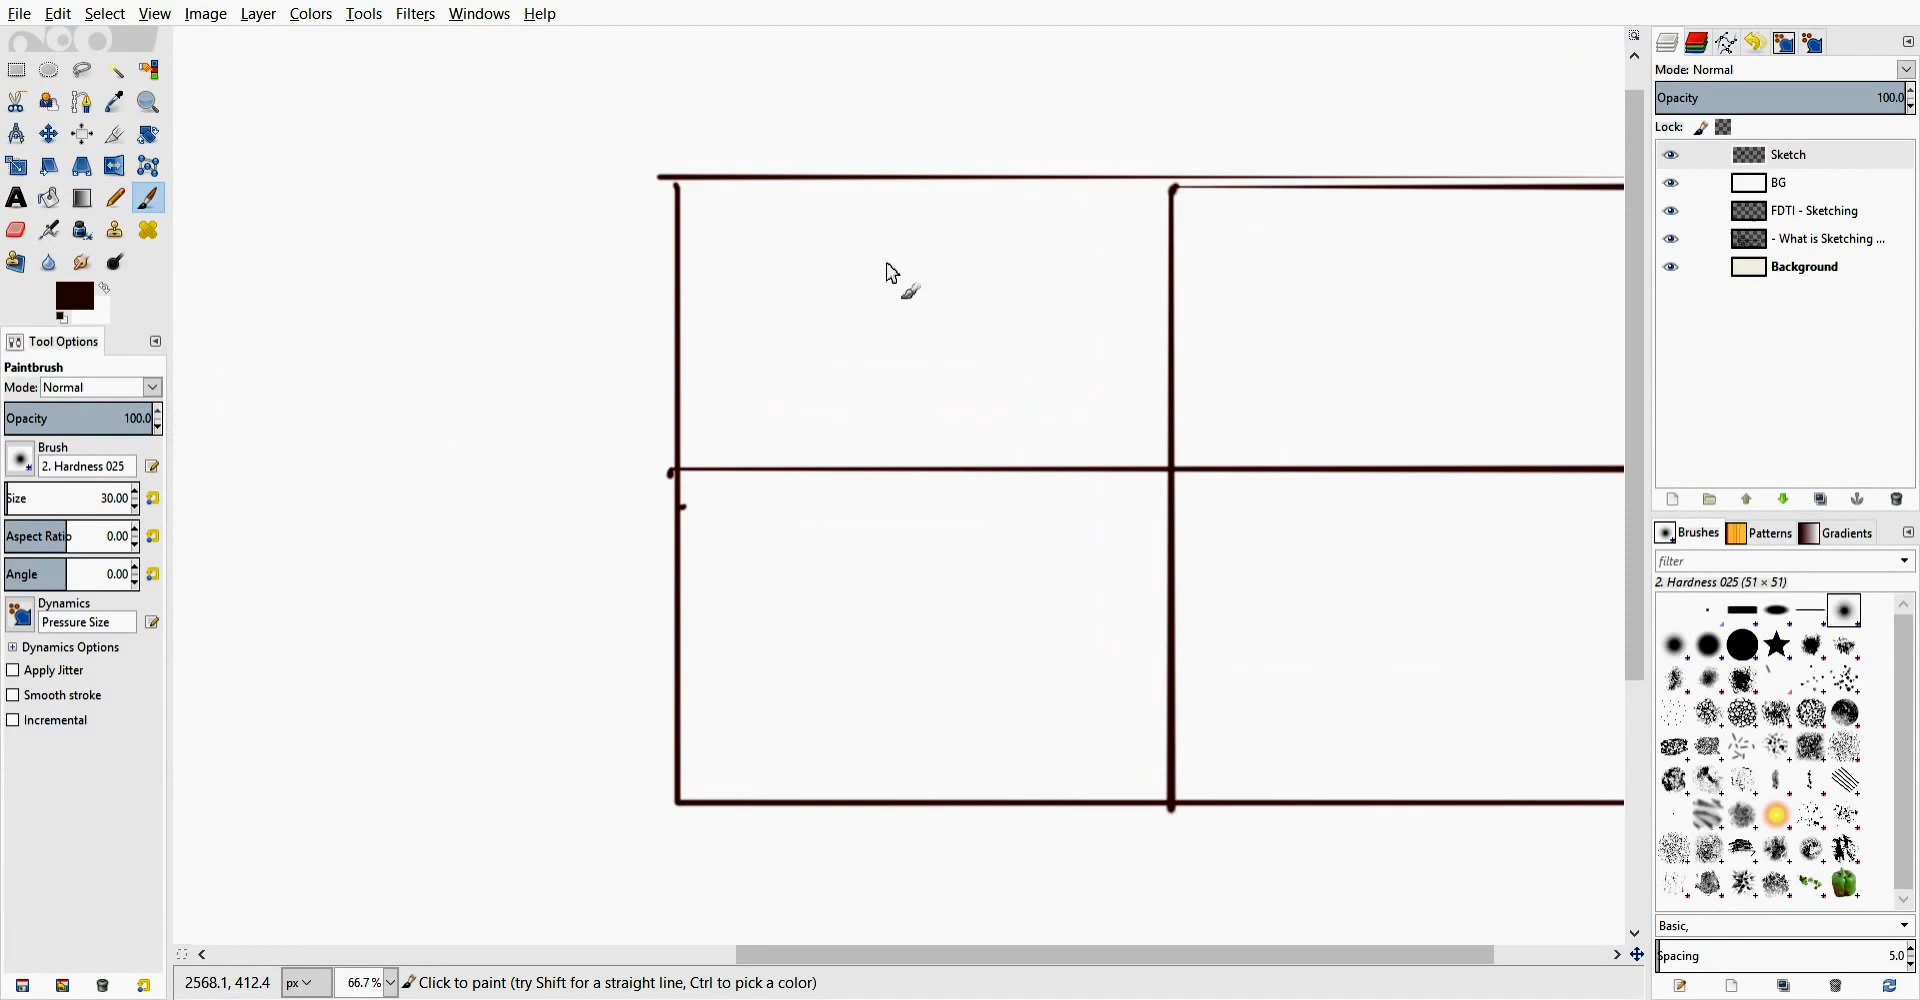 File Edit Select View Image Layer Colors Tools Filters Windows Help
Tool Options
Paintbrush
Mode: Normal
Opacity 100.0
Brush
2. Hardness 025
Size 30.00
Aspect Ratio 0.00
Angle 0.00
Dynamics
Pressure Size
Dynamics Options
Apply Jitter
Smooth stroke
Incremental
2568.1, 412.4 px 66.7 % Click to paint (try Shift for a straight line, Ctrl to pick a color)
Mode: Normal
Opacity 100.0
Lock:
Sketch
BG
FDTI - Sketching
- What is Sketching ...
Background
Brushes Patterns Gradients
filter
2. Hardness 025 (51 × 51)
Basic,
Spacing 5.0